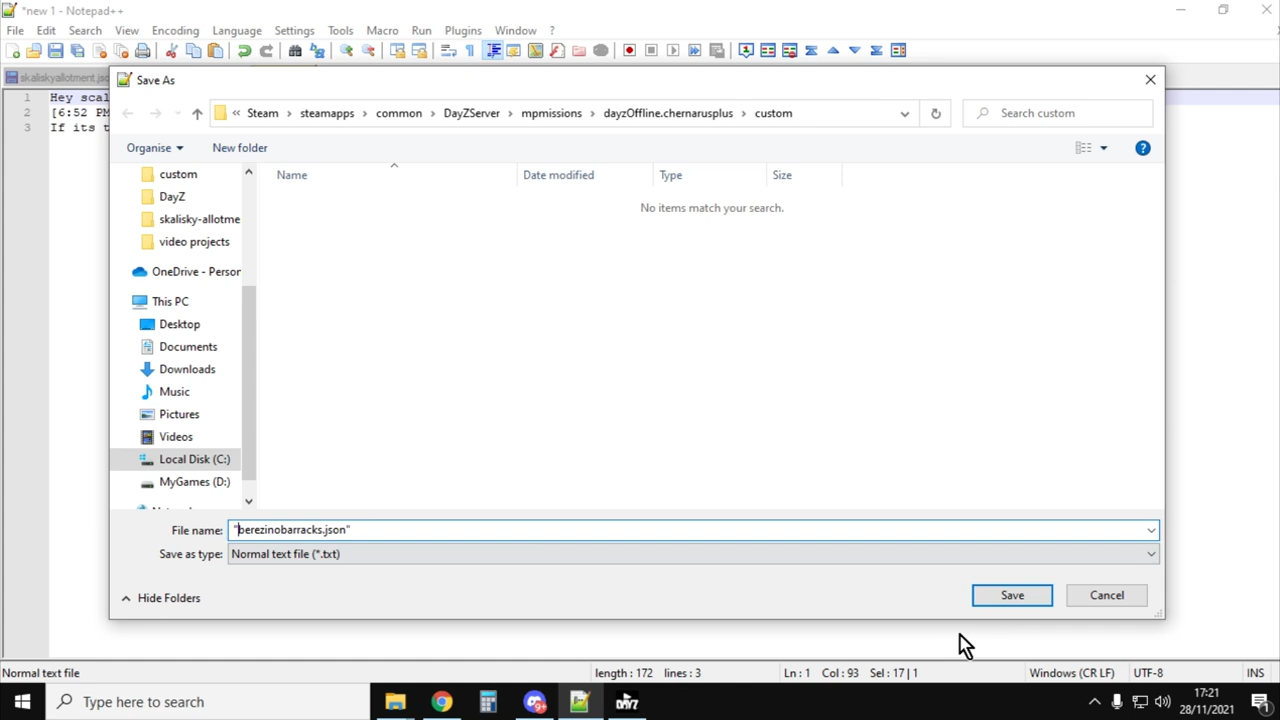 *new 1 - Notepad++
File Edit Search View Encoding Language Settings Tools Macro Run Plugins Window ?
skaliskyallotment.jso
1 Hey scal
2 [6:52 PM
3 If its t
Save As
« Steam › steamapps › common › DayZServer › mpmissions › dayzOffline.chernarusplus › custom
Search custom
Organise New folder
Name Date modified Type Size
No items match your search.
custom
DayZ
skalisky-allotme
video projects
OneDrive - Person
This PC
Desktop
Documents
Downloads
Music
Pictures
Videos
Local Disk (C:)
MyGames (D:)
File name: "berezinobarracks.json"
Save as type: Normal text file (*.txt)
Hide Folders
Save Cancel
Normal text file length : 172 lines : 3 Ln : 1 Col : 93 Sel : 17 | 1 Windows (CR LF) UTF-8 INS
Type here to search
DAYZ
17:21
28/11/2021
1